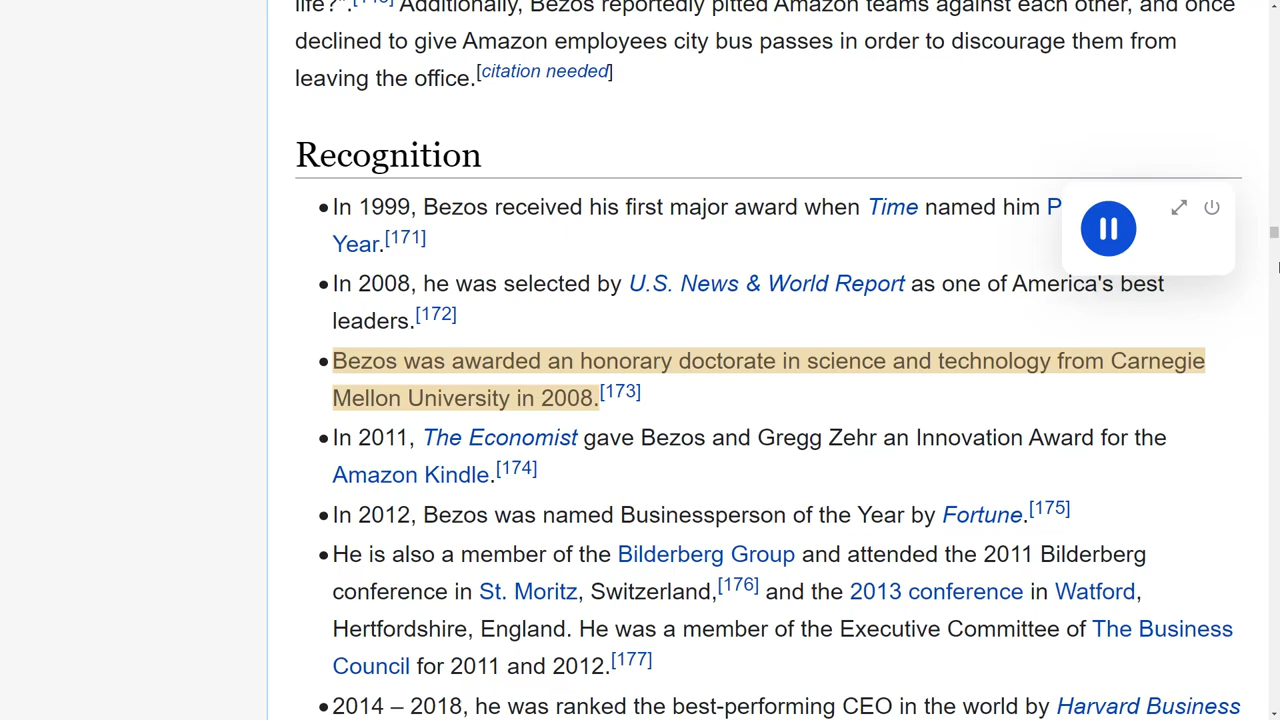 life?".[146] Additionally, Bezos reportedly pitted Amazon teams against each other, and once
declined to give Amazon employees city bus passes in order to discourage them from
leaving the office.[citation needed]
Recognition
•In 1999, Bezos received his first major award when Time named him P
Year.[171]
•In 2008, he was selected by U.S. News & World Report as one of America's best
leaders.[172]
•Bezos was awarded an honorary doctorate in science and technology from Carnegie
Mellon University in 2008.[173]
•In 2011, The Economist gave Bezos and Gregg Zehr an Innovation Award for the
Amazon Kindle.[174]
•In 2012, Bezos was named Businessperson of the Year by Fortune.[175]
•He is also a member of the Bilderberg Group and attended the 2011 Bilderberg
conference in St. Moritz, Switzerland,[176] and the 2013 conference in Watford,
Hertfordshire, England. He was a member of the Executive Committee of The Business
Council for 2011 and 2012.[177]
•2014 – 2018, he was ranked the best-performing CEO in the world by Harvard Business